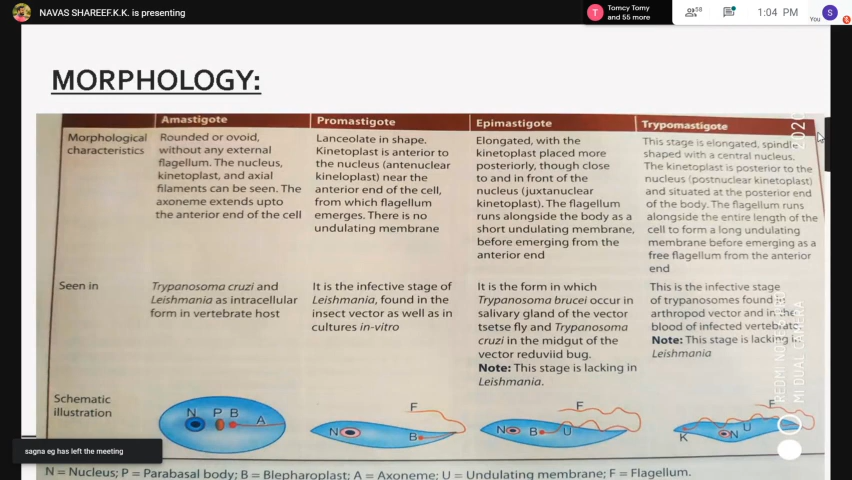 NAVAS SHAREEF.K.K. is presenting
T
Tomcy Tomy
and 55 more
58
1:04 PM
You
S
MORPHOLOGY:
Amastigote
Promastigote
Epimastigote
Trypomastigote
Morphological
characteristics
Rounded or ovoid,
without any external
flagellum. The nucleus,
kinetoplast, and axial
filaments can be seen. The
axoneme extends upto
the anterior end of the cell
Lanceolate in shape.
Kinetoplast is anterior to
the nucleus (antenuclear
kineloplast) near the
anterior end of the cell,
from which flagellum
emerges. There is no
undulating membrane
Elongated, with the
kinetoplast placed more
posteriorly, though close
to and in front of the
nucleus (juxtanuclear
kinetoplast). The flagellum
runs alongside the body as a
short undulating membrane,
before emerging from the
anterior end
This stage is elongated, spindle
shaped with a central nucleus.
The kinetoplast is posterior to the
nucleus (postnuclear kinetoplast)
and situated at the posterior end
of the body. The flagellum runs
alongside the entire length of the
cell to form a long undulating
membrane before emerging as a
free flagellum from the anterior
end
Seen in
Trypanosoma cruzi and
Leishmania as intracellular
form in vertebrate host
It is the infective stage of
Leishmania, found in the
insect vector as well as in
cultures in-vitro
It is the form in which
Trypanosoma brucei occur in
salivary gland of the vector
tsetse fly and Trypanosoma
cruzi in the midgut of the
vector reduviid bug.
Note: This stage is lacking in
Leishmania.
This is the infective stage
of trypanosomes found in
arthropod vector and in the
blood of infected vertebrate
Note: This stage is lacking in
Leishmania
Schematic
illustration
N P B A
F
N B
F
N B U
F
K N U
REDMI NOTE
MI DUAL CAMERA
sagna eg has left the meeting
N = Nucleus; P = Parabasal body; B = Blepharoplast; A = Axoneme; U = Undulating membrane; F = Flagellum.